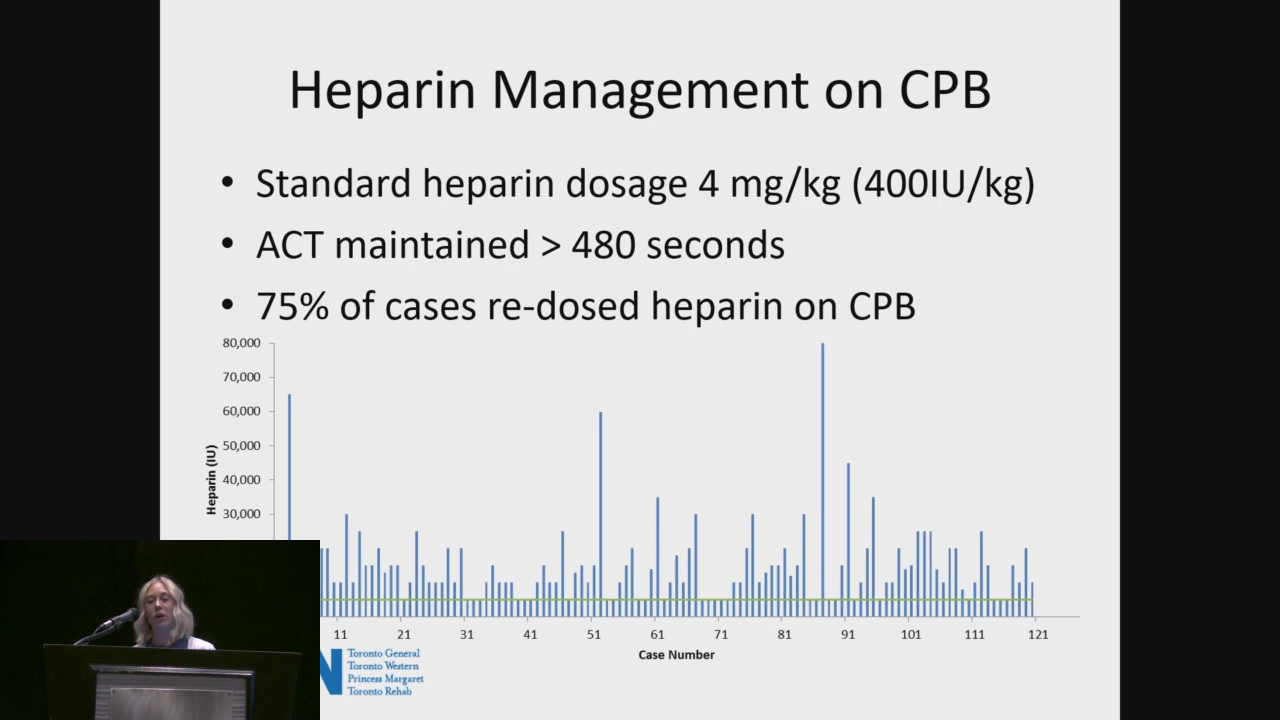 Heparin Management on CPB
• Standard heparin dosage 4 mg/kg (400IU/kg)
• ACT maintained > 480 seconds
• 75% of cases re-dosed heparin on CPB
80,000
70,000
60,000
50,000
40,000
30,000
Heparin (IU)
11 21 31 41 51 61 71 81 91 101 111 121
Case Number
Toronto General
Toronto Western
Princess Margaret
Toronto Rehab